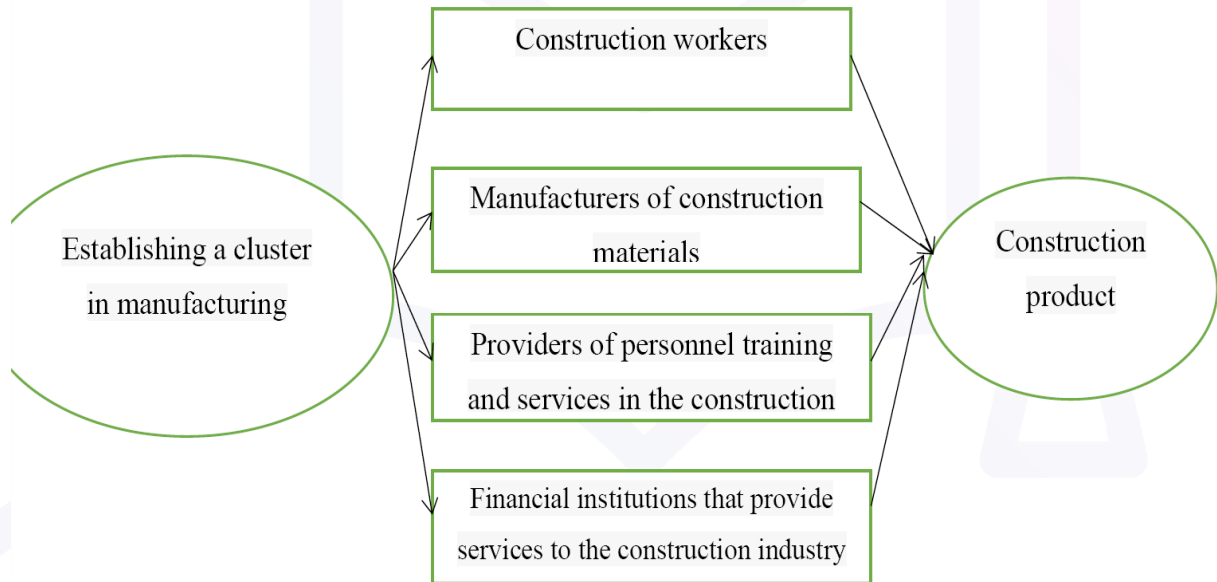 Construction workers
Manufacturers of construction
materials
Establishing a cluster
in manufacturing
Construction
product
Providers of personnel training
and services in the construction
Financial institutions that provide
services to the construction industry